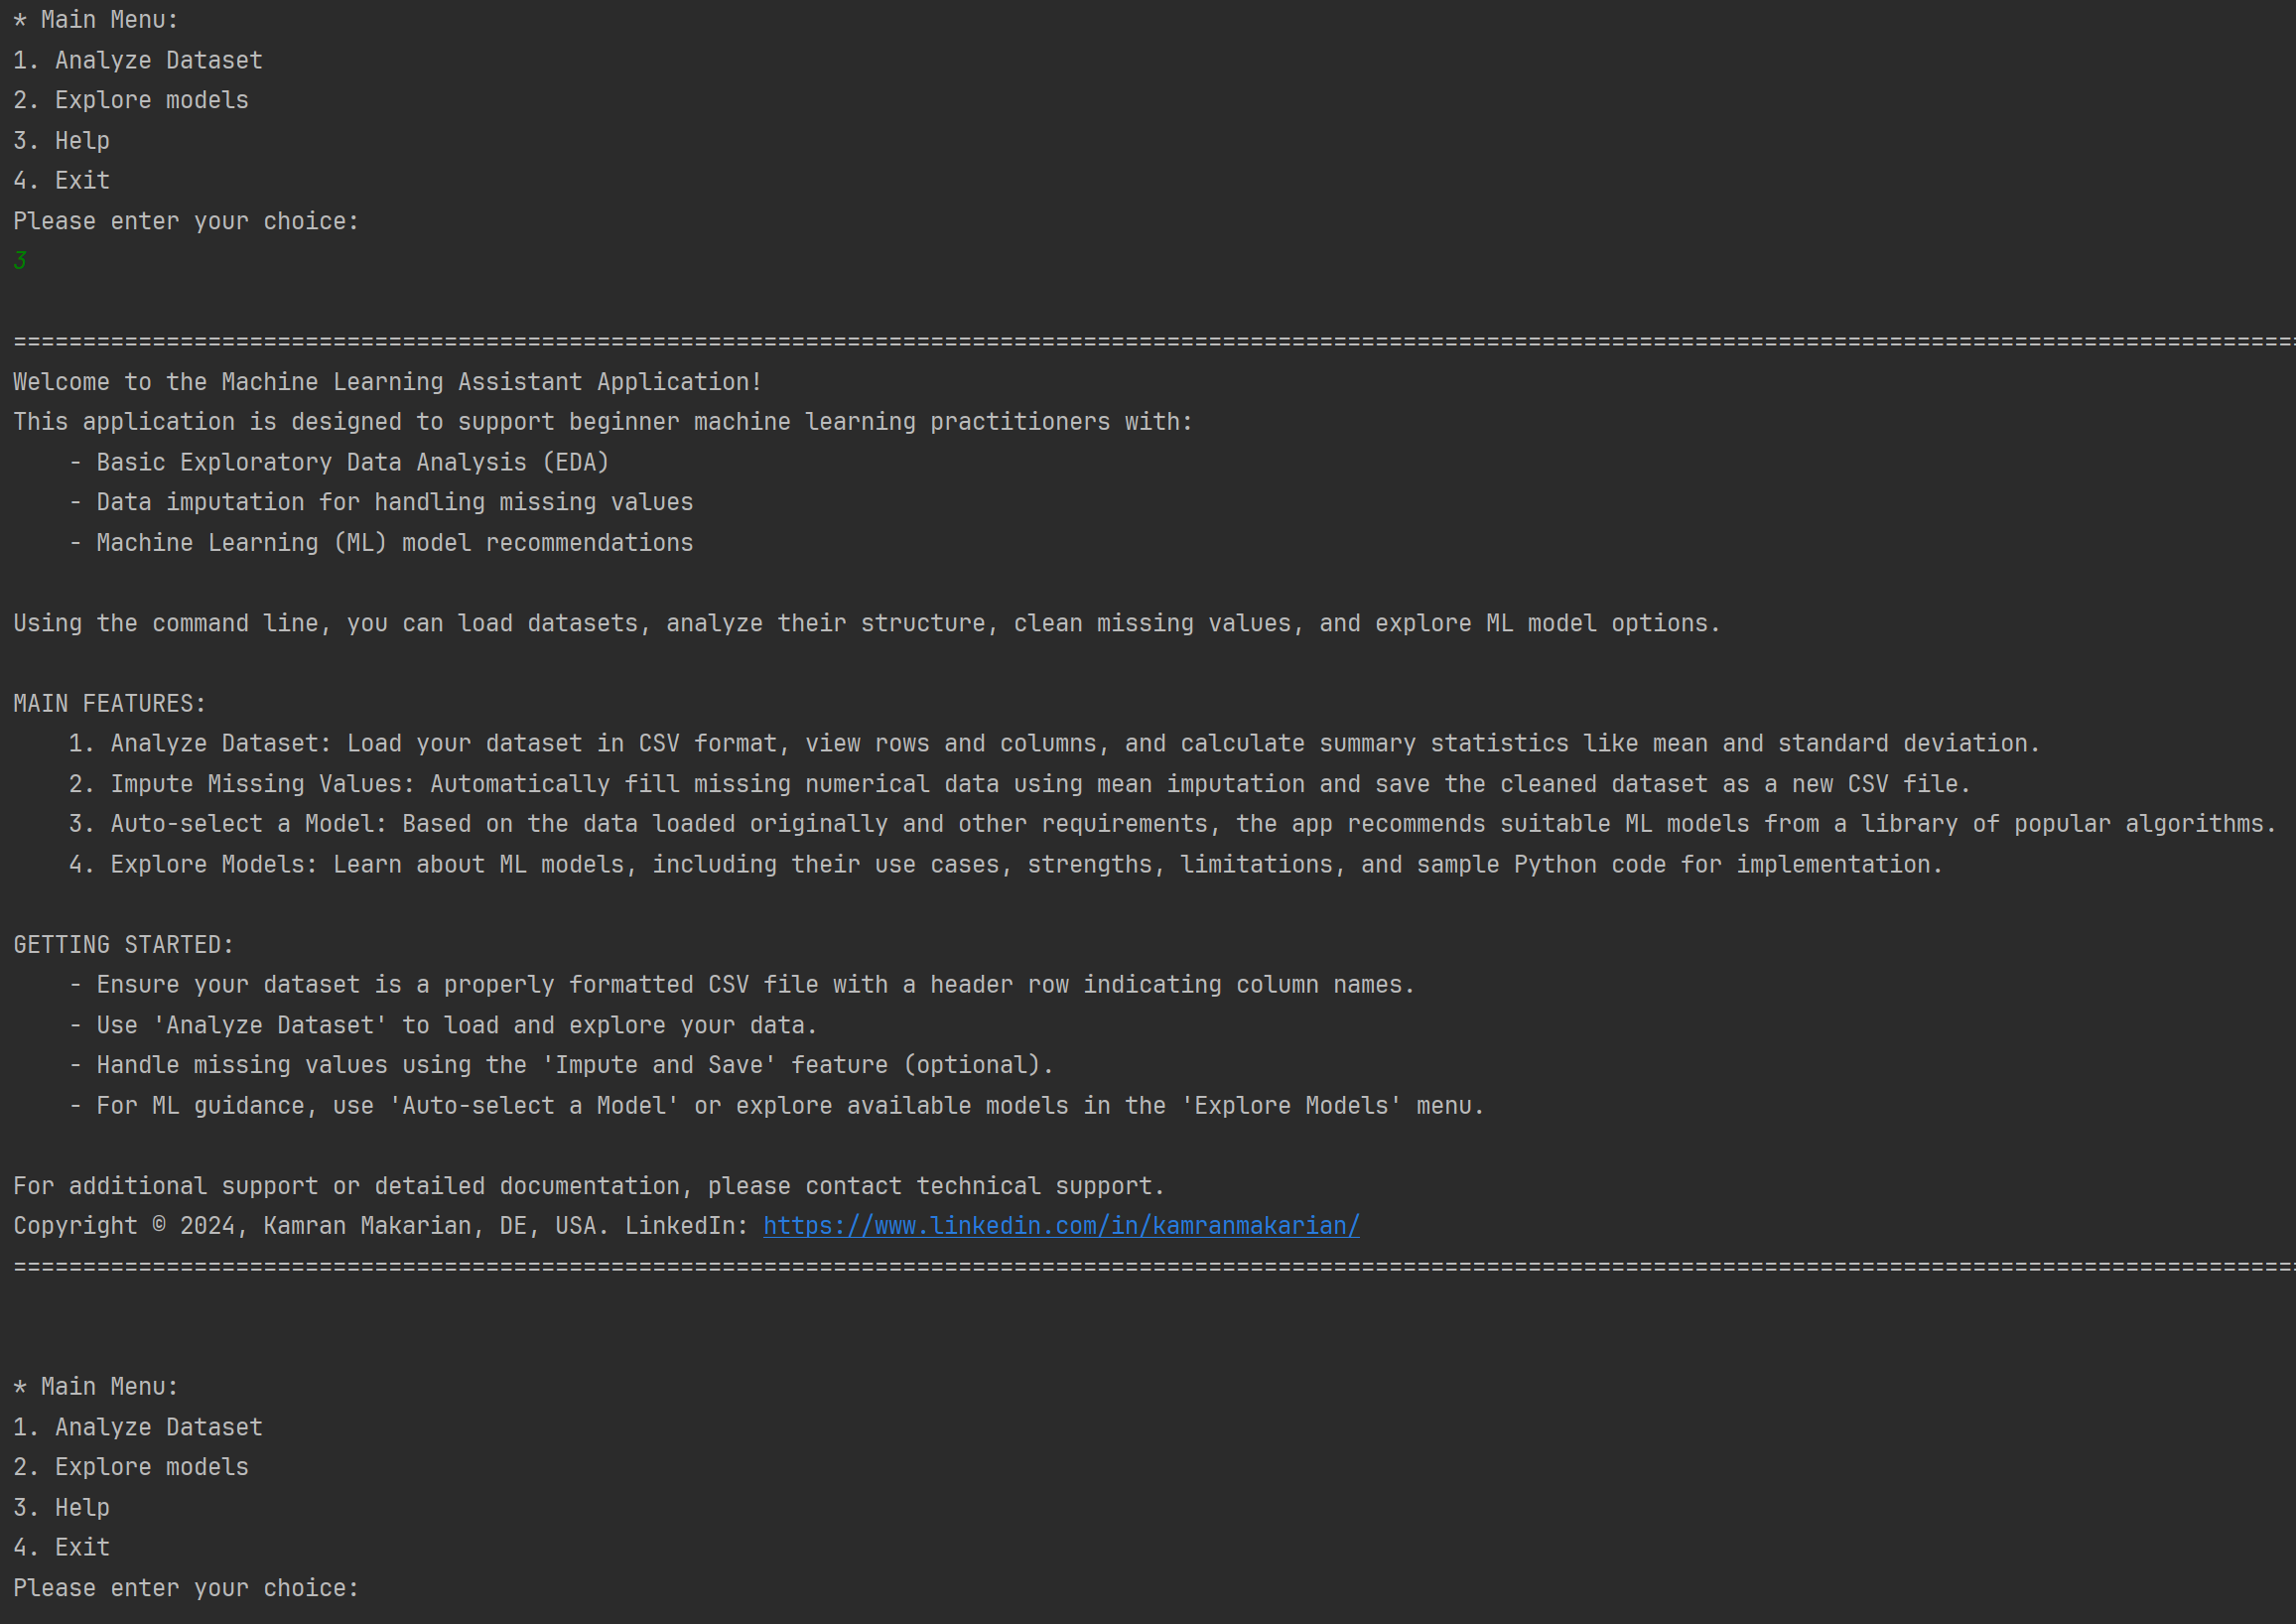 * Main Menu:
1. Analyze Dataset
2. Explore models
3. Help
4. Exit
Please enter your choice:
3
====================================================================================================================================================================
Welcome to the Machine Learning Assistant Application!
This application is designed to support beginner machine learning practitioners with:
    - Basic Exploratory Data Analysis (EDA)
    - Data imputation for handling missing values
    - Machine Learning (ML) model recommendations
Using the command line, you can load datasets, analyze their structure, clean missing values, and explore ML model options.
MAIN FEATURES:
    1. Analyze Dataset: Load your dataset in CSV format, view rows and columns, and calculate summary statistics like mean and standard deviation.
    2. Impute Missing Values: Automatically fill missing numerical data using mean imputation and save the cleaned dataset as a new CSV file.
    3. Auto-select a Model: Based on the data loaded originally and other requirements, the app recommends suitable ML models from a library of popular algorithms.
    4. Explore Models: Learn about ML models, including their use cases, strengths, limitations, and sample Python code for implementation.
GETTING STARTED:
    - Ensure your dataset is a properly formatted CSV file with a header row indicating column names.
    - Use 'Analyze Dataset' to load and explore your data.
    - Handle missing values using the 'Impute and Save' feature (optional).
    - For ML guidance, use 'Auto-select a Model' or explore available models in the 'Explore Models' menu.
For additional support or detailed documentation, please contact technical support.
Copyright © 2024, Kamran Makarian, DE, USA. LinkedIn: https://www.linkedin.com/in/kamranmakarian/
====================================================================================================================================================================
* Main Menu:
1. Analyze Dataset
2. Explore models
3. Help
4. Exit
Please enter your choice: